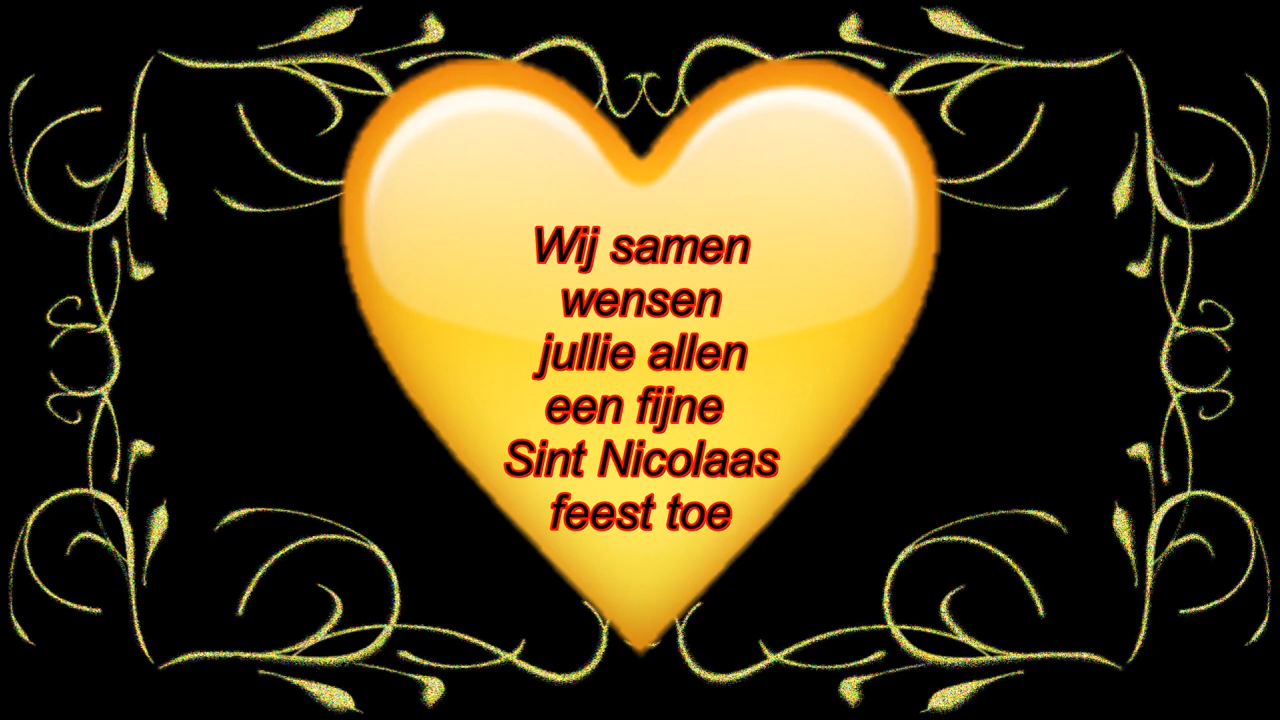 Wij samen
wensen
jullie allen
een fijne
Sint Nicolaas
feest toe